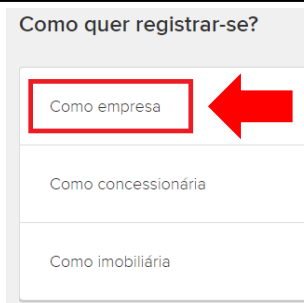 Como quer registrar-se?
Como empresa
Como concessionária
Como imobiliária